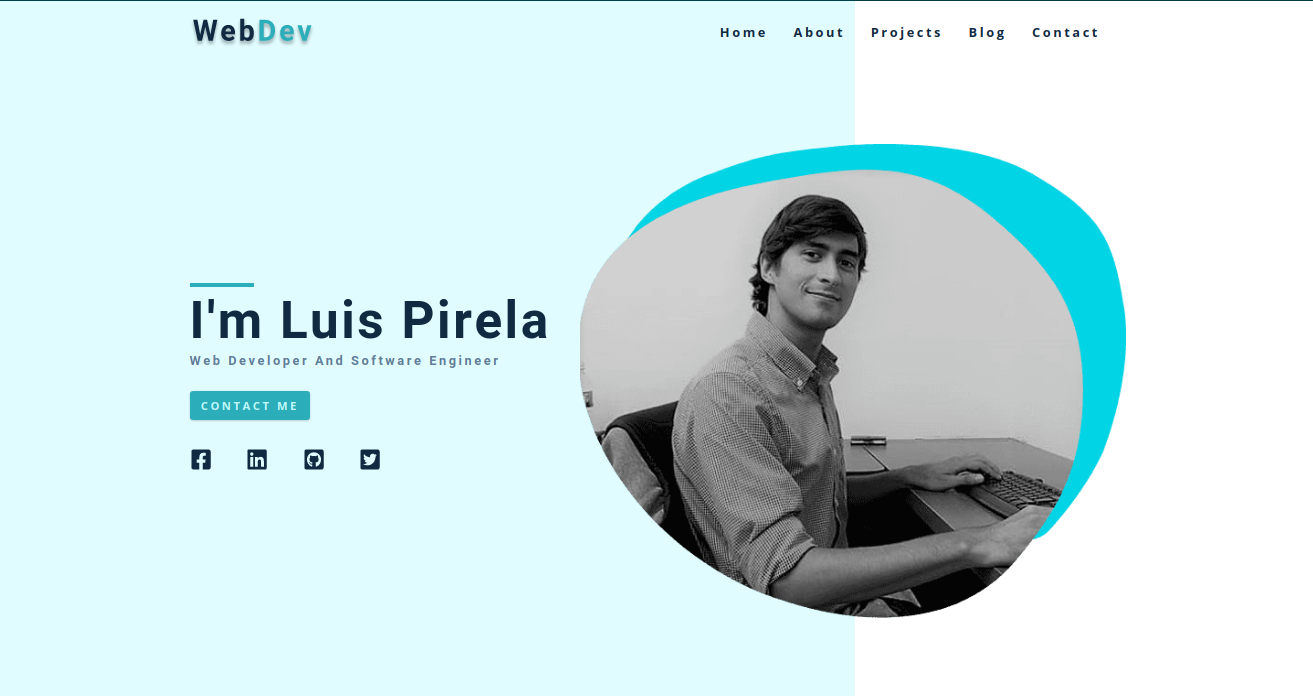 WebDev
Home About Projects Blog Contact
I'm Luis Pirela
Web Developer And Software Engineer
CONTACT ME